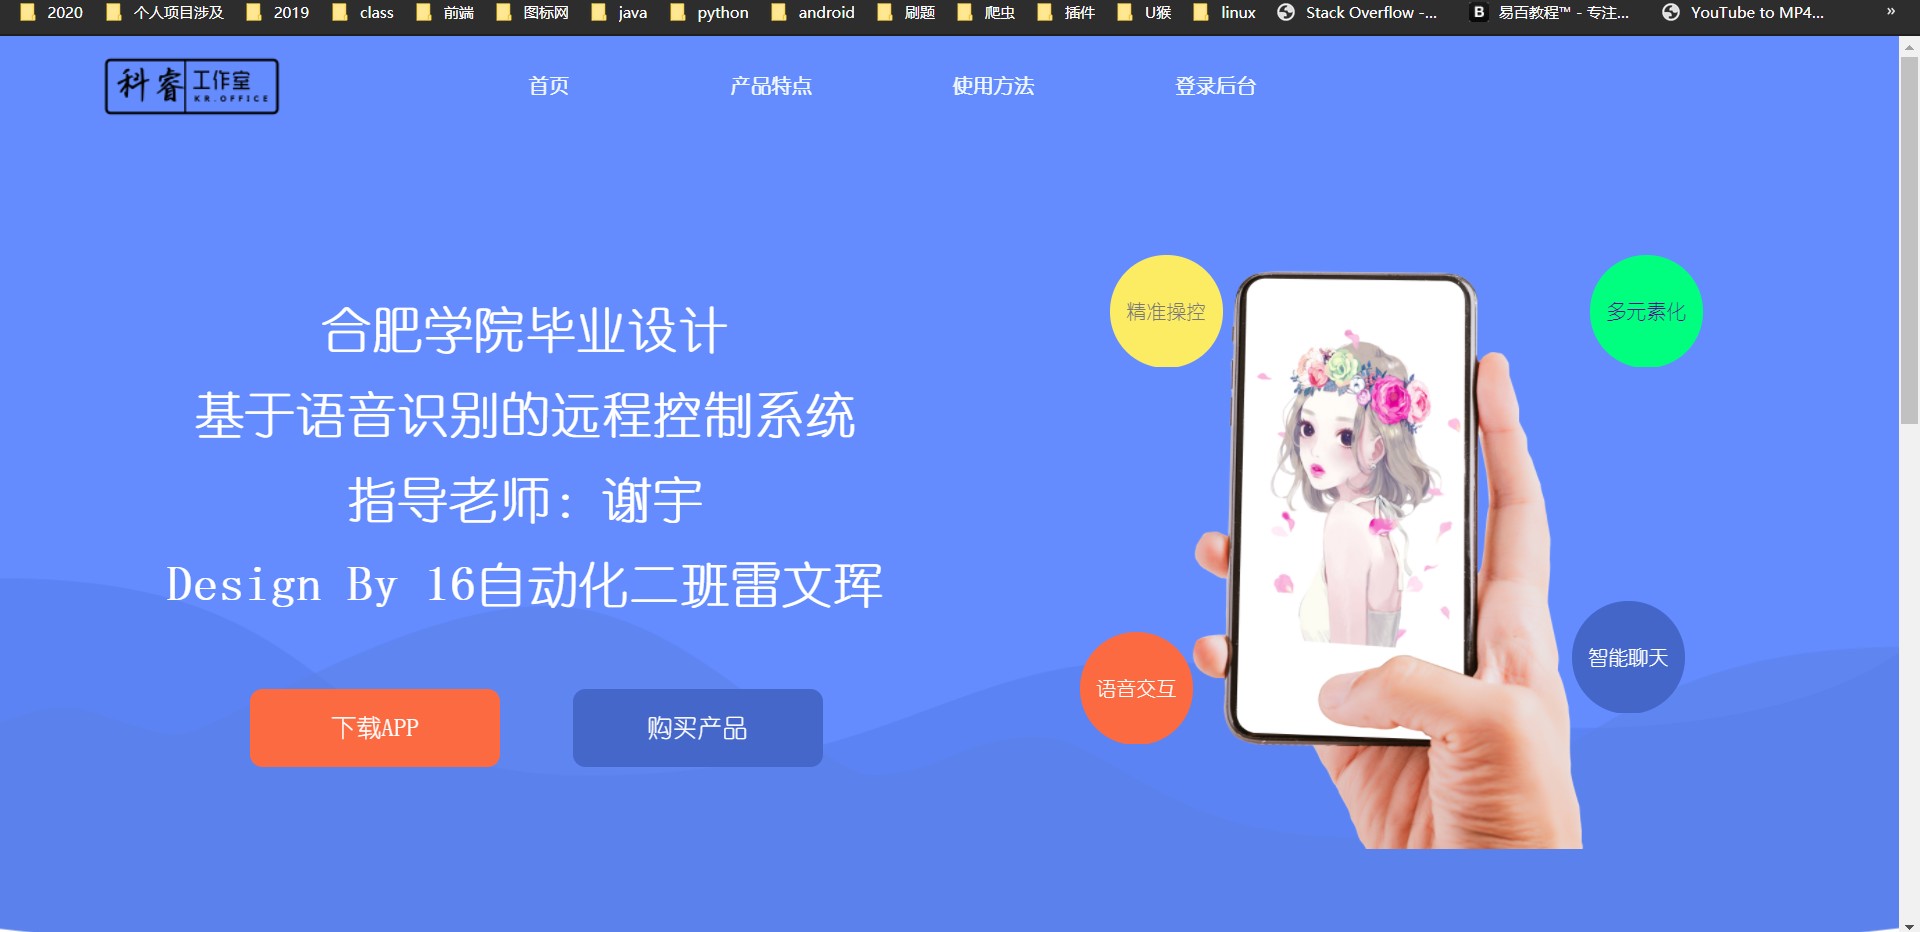 2020 个人项目涉及 2019 class 前端 图标网 java python android 刷题 爬虫 插件 U猴 linux Stack Overflow -... B 易百教程™ - 专注... YouTube to MP4... »
科睿 工作室
KR.OFFICE
首页 产品特点 使用方法 登录后台
合肥学院毕业设计
基于语音识别的远程控制系统
指导老师：谢宇
Design By 16自动化二班雷文珲
下载APP 购买产品
精准操控
多元素化
语音交互
智能聊天